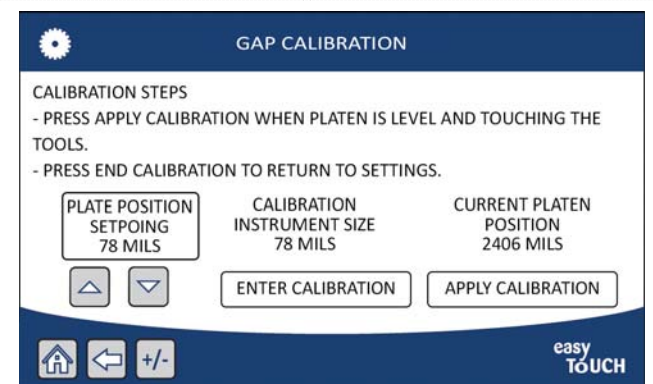 GAP CALIBRATION
CALIBRATION STEPS
- PRESS APPLY CALIBRATION WHEN PLATEN IS LEVEL AND TOUCHING THE
TOOLS.
- PRESS END CALIBRATION TO RETURN TO SETTINGS.
PLATE POSITION
SETPOING
78 MILS
CALIBRATION
INSTRUMENT SIZE
78 MILS
CURRENT PLATEN
POSITION
2406 MILS
ENTER CALIBRATION
APPLY CALIBRATION
+/-
easy
TOUCH